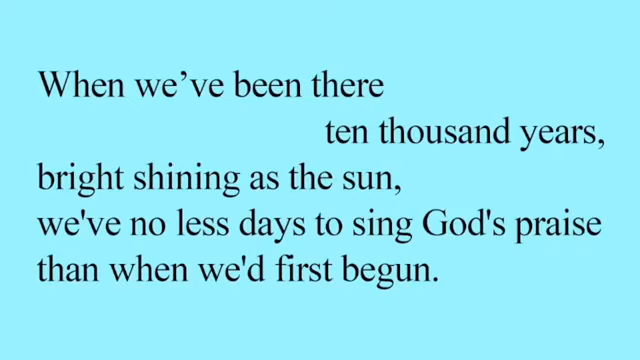 When we’ve been there
ten thousand years,
bright shining as the sun,
we've no less days to sing God's praise
than when we'd first begun.